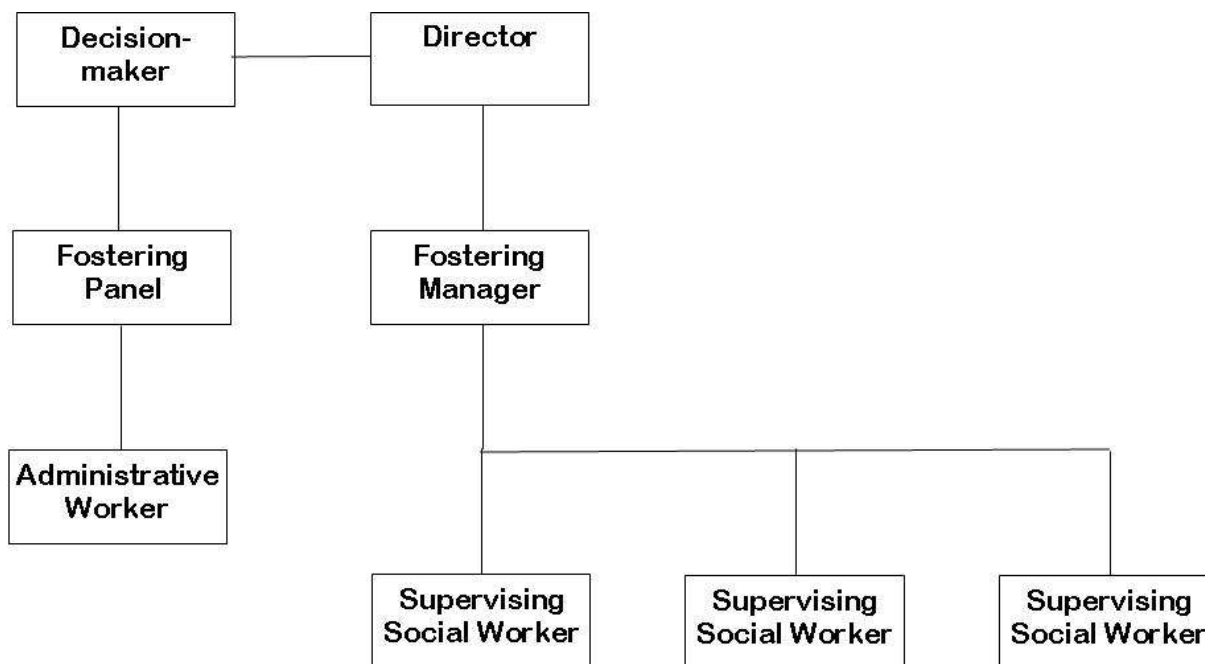 Decision-
maker
Director
Fostering
Panel
Fostering
Manager
Administrative
Worker
Supervising
Social Worker
Supervising
Social Worker
Supervising
Social Worker